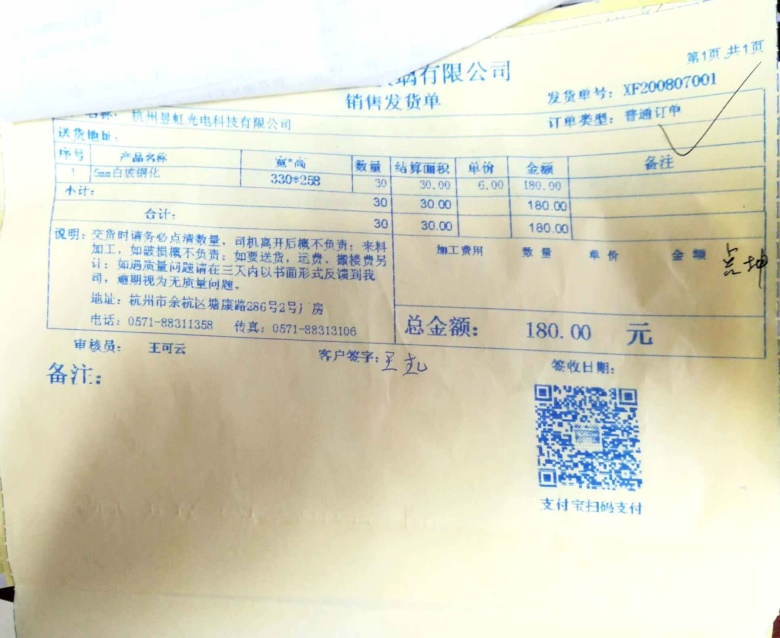 第1页,共1页
璃有限公司
销售发货单
发货单号: XF200807001
名称: 杭州景虹光电科技有限公司
订单类型: 普通订单
送货地址:
序号 产品名称 宽*高 数量 结算面积 单价 金额 备注
1 5mm白玻钢化 330*258 30 30.00 6.00 180.00
小计: 30 30.00 180.00
合计: 30 30.00 180.00
说明: 交货时请务必点清数量, 司机离开后概不负责; 来料
加工, 如破损概不负责; 如要送货, 运费、搬楼费另
计; 如遇质量问题请在三天内以书面形式反馈到我
司, 逾期视为无质量问题。
加工费用 数量 单价 金额
地址: 杭州市余杭区塘康路286号2号厂房
电话: 0571-88311358 传真: 0571-88313106
总金额: 180.00 元
审核员: 王可云
客户签字:
签收日期:
备注:
支付宝扫码支付